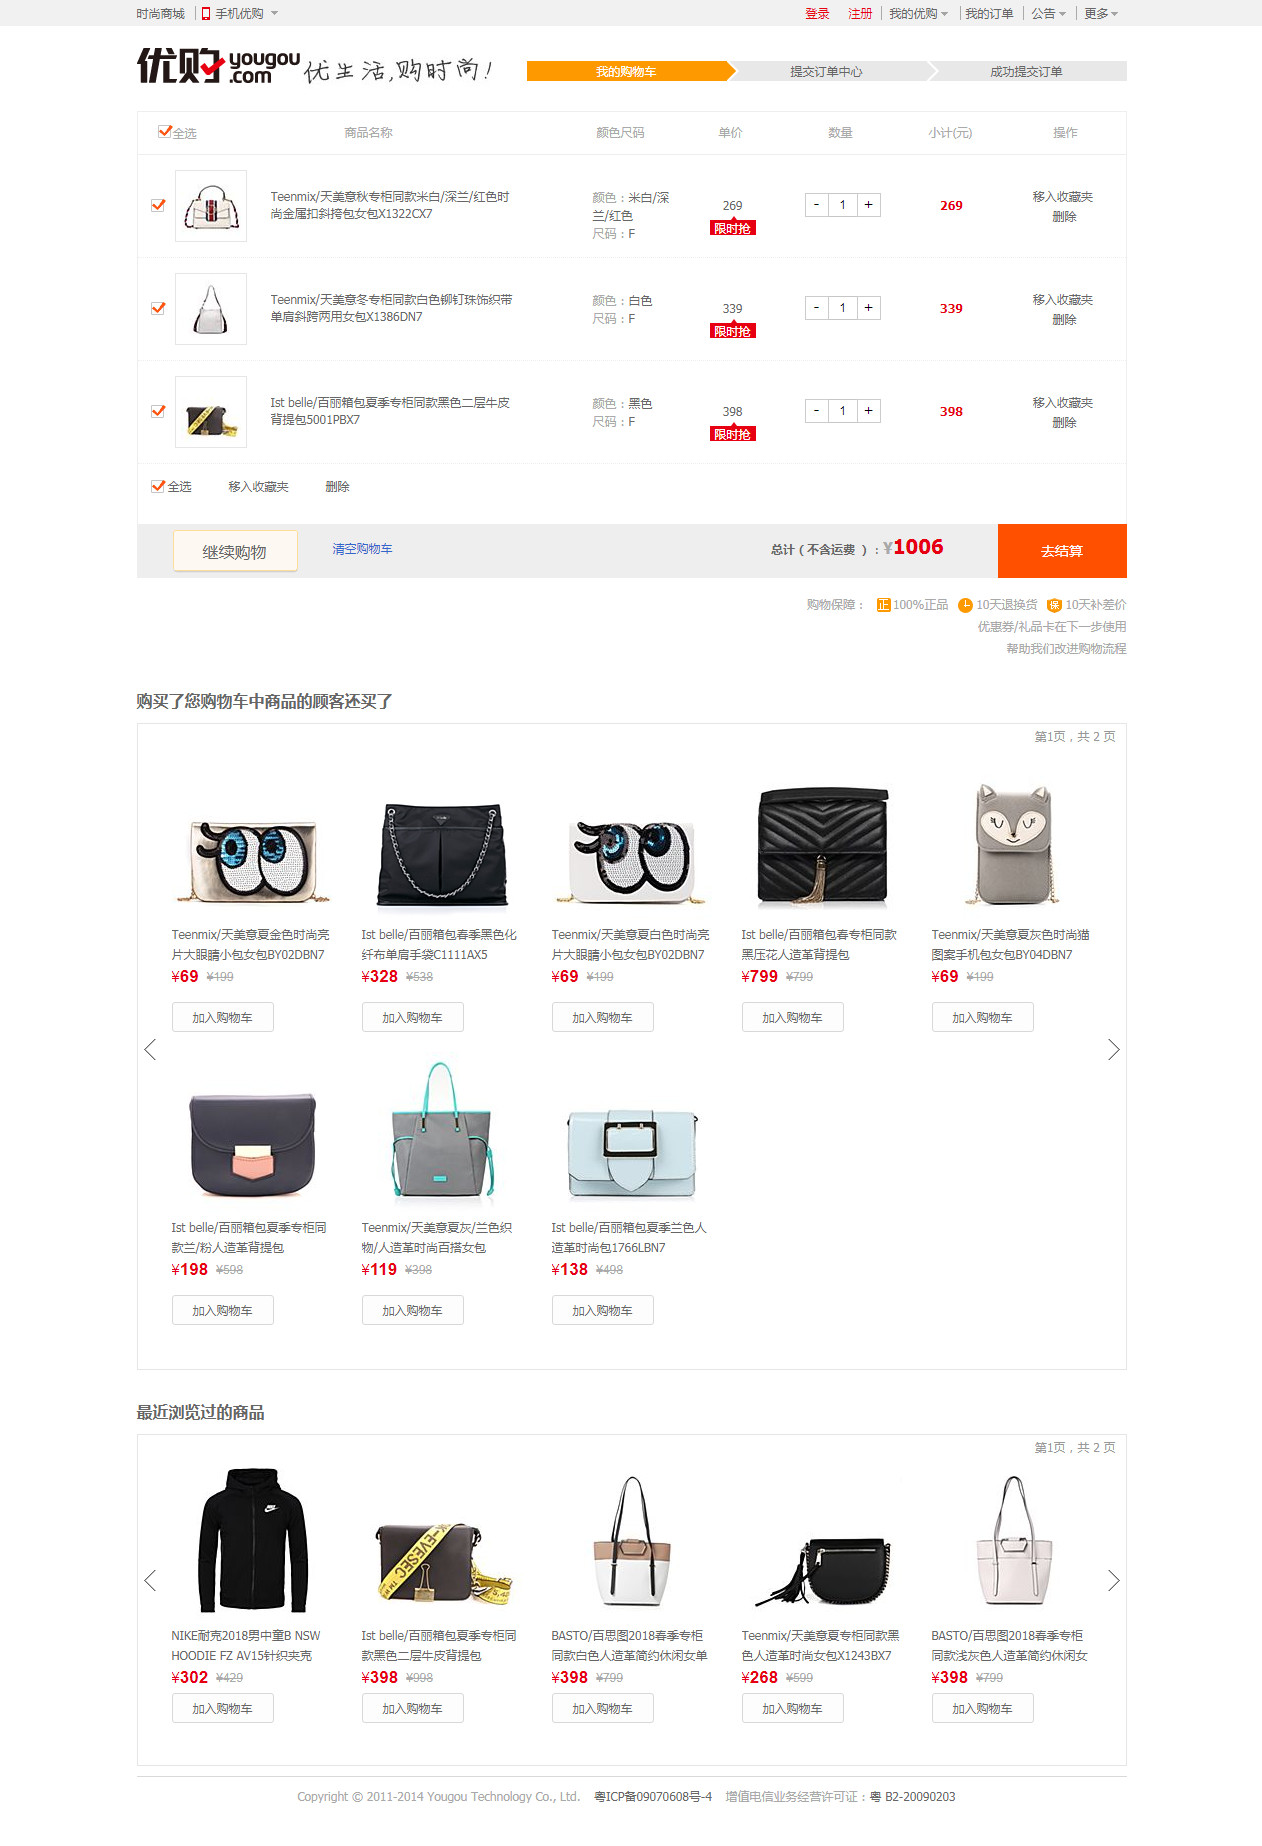 时尚商城 手机优购 登录 注册 我的优购 我的订单 公告 更多
优购 yougou.com 优生活,购时尚!
我的购物车 提交订单中心 成功提交订单
全选 商品名称 颜色尺码 单价 数量 小计(元) 操作
Teenmix/天美意秋专柜同款米白/深兰/红色时
尚金属扣斜挎包女包X1322CX7
颜色：米白/深
兰/红色
尺码：F
269
限时抢
- 1 +
269
移入收藏夹
删除
Teenmix/天美意冬专柜同款白色铆钉珠饰织带
单肩斜跨两用女包X1386DN7
颜色：白色
尺码：F
339
限时抢
- 1 +
339
移入收藏夹
删除
Ist belle/百丽箱包夏季专柜同款黑色二层牛皮
背提包5001PBX7
颜色：黑色
尺码：F
398
限时抢
- 1 +
398
移入收藏夹
删除
全选 移入收藏夹 删除
继续购物 清空购物车 总计（不含运费 ）：¥1006 去结算
购物保障： 正 100%正品 10天退换货 保 10天补差价
优惠券/礼品卡在下一步使用
帮助我们改进购物流程
购买了您购物车中商品的顾客还买了
第1页，共 2 页
Teenmix/天美意夏金色时尚亮
片大眼睛小包女包BY02DBN7
¥69 ¥199
加入购物车
Ist belle/百丽箱包春季黑色化
纤布单肩手袋C1111AX5
¥328 ¥538
加入购物车
Teenmix/天美意夏白色时尚亮
片大眼睛小包女包BY02DBN7
¥69 ¥199
加入购物车
Ist belle/百丽箱包春专柜同款
黑压花人造革背提包
¥799 ¥799
加入购物车
Teenmix/天美意夏灰色时尚猫
图案手机包女包BY04DBN7
¥69 ¥199
加入购物车
Ist belle/百丽箱包夏季专柜同
款兰/粉人造革背提包
¥198 ¥598
加入购物车
Teenmix/天美意夏灰/兰色织
物/人造革时尚百搭女包
¥119 ¥398
加入购物车
Ist belle/百丽箱包夏季兰色人
造革时尚包1766LBN7
¥138 ¥498
加入购物车
最近浏览过的商品
第1页，共 2 页
NIKE耐克2018男中童B NSW
HOODIE FZ AV15针织夹克
¥302 ¥429
加入购物车
Ist belle/百丽箱包夏季专柜同
款黑色二层牛皮背提包
¥398 ¥998
加入购物车
BASTO/百思图2018春季专柜
同款白色人造革简约休闲女单
¥398 ¥799
加入购物车
Teenmix/天美意夏专柜同款黑
色人造革时尚女包X1243BX7
¥268 ¥599
加入购物车
BASTO/百思图2018春季专柜
同款浅灰色人造革简约休闲女
¥398 ¥799
加入购物车
Copyright © 2011-2014 Yougou Technology Co., Ltd. 粤ICP备09070608号-4 增值电信业务经营许可证：粤 B2-20090203